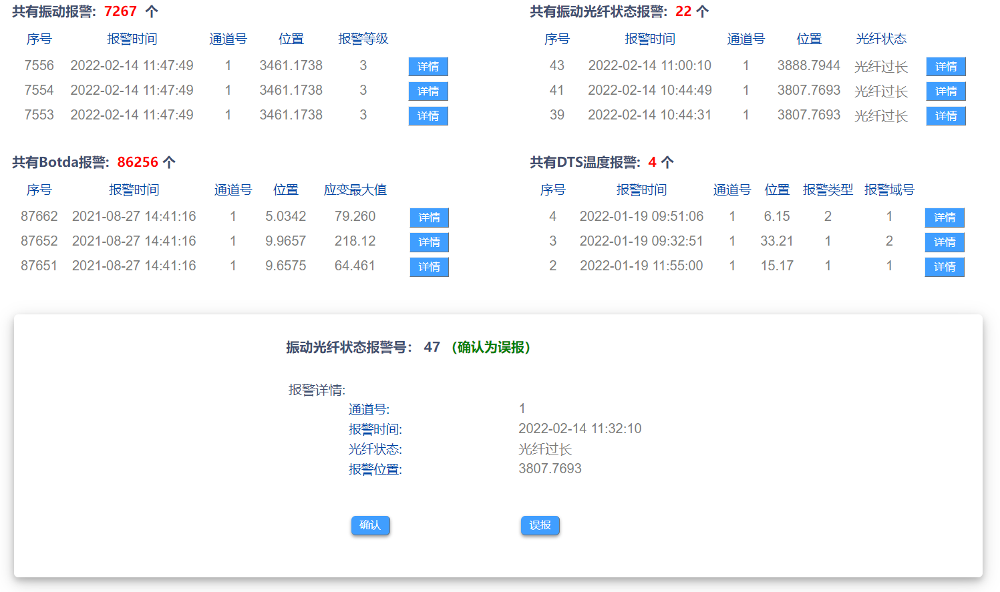 共有振动报警: 7267 个
序号 报警时间 通道号 位置 报警等级
7556 2022-02-14 11:47:49 1 3461.1738 3 详情
7554 2022-02-14 11:47:49 1 3461.1738 3 详情
7553 2022-02-14 11:47:49 1 3461.1738 3 详情
共有振动光纤状态报警: 22 个
序号 报警时间 通道号 位置 光纤状态
43 2022-02-14 11:00:10 1 3888.7944 光纤过长 详情
41 2022-02-14 10:44:49 1 3807.7693 光纤过长 详情
39 2022-02-14 10:44:31 1 3807.7693 光纤过长 详情
共有Botda报警: 86256 个
序号 报警时间 通道号 位置 应变最大值
87662 2021-08-27 14:41:16 1 5.0342 79.260 详情
87652 2021-08-27 14:41:16 1 9.9657 218.12 详情
87651 2021-08-27 14:41:16 1 9.6575 64.461 详情
共有DTS温度报警: 4 个
序号 报警时间 通道号 位置 报警类型 报警域号
4 2022-01-19 09:51:06 1 6.15 2 1 详情
3 2022-01-19 09:32:51 1 33.21 1 2 详情
2 2022-01-19 11:55:00 1 15.17 1 1 详情
振动光纤状态报警号： 47 （确认为误报）
报警详情:
通道号: 1
报警时间: 2022-02-14 11:32:10
光纤状态: 光纤过长
报警位置: 3807.7693
确认 误报